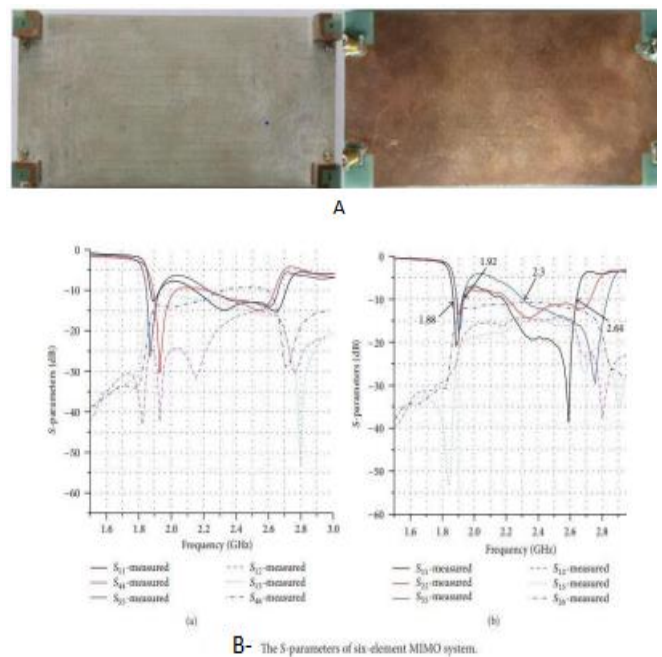 A
S-parameters (dB)
0
−10
−20
−30
−40
−50
−60
1.6 1.8 2.0 2.2 2.4 2.6 2.8 3.0
Frequency (GHz)
S11-measured S12-measured
S44-measured S15-measured
S55-measured S46-measured
(a)
S-parameters (dB)
0
−10
−20
−30
−40
−50
−60
1.88
1.92
2.3
2.64
1.6 1.8 2.0 2.2 2.4 2.6 2.8
Frequency (GHz)
S11-measured S12-measured
S22-measured S13-measured
S33-measured S26-measured
(b)
B- The S-parameters of six-element MIMO system.